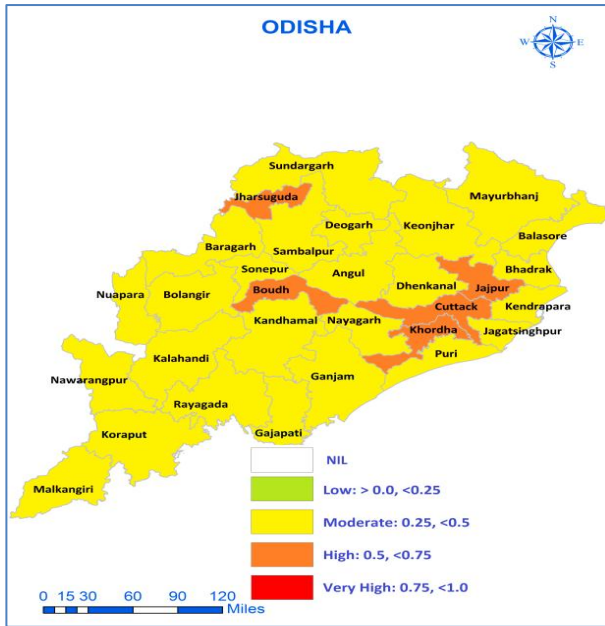 ODISHA
N
W E
S
Sundargarh
Jharsuguda
Mayurbhanj
Deogarh
Keonjhar
Balasore
Baragarh
Sambalpur
Sonepur
Angul
Bhadrak
Dhenkanal
Jajpur
Nuapara
Bolangir
Boudh
Cuttack
Kendrapara
Kandhamal
Nayagarh
Khordha
Jagatsinghpur
Puri
Kalahandi
Nawarangpur
Ganjam
Rayagada
Koraput
Gajapati
Malkangiri
NIL
Low: > 0.0, <0.25
Moderate: 0.25, <0.5
High: 0.5, <0.75
Very High: 0.75, <1.0
0 15 30 60 90 120
Miles